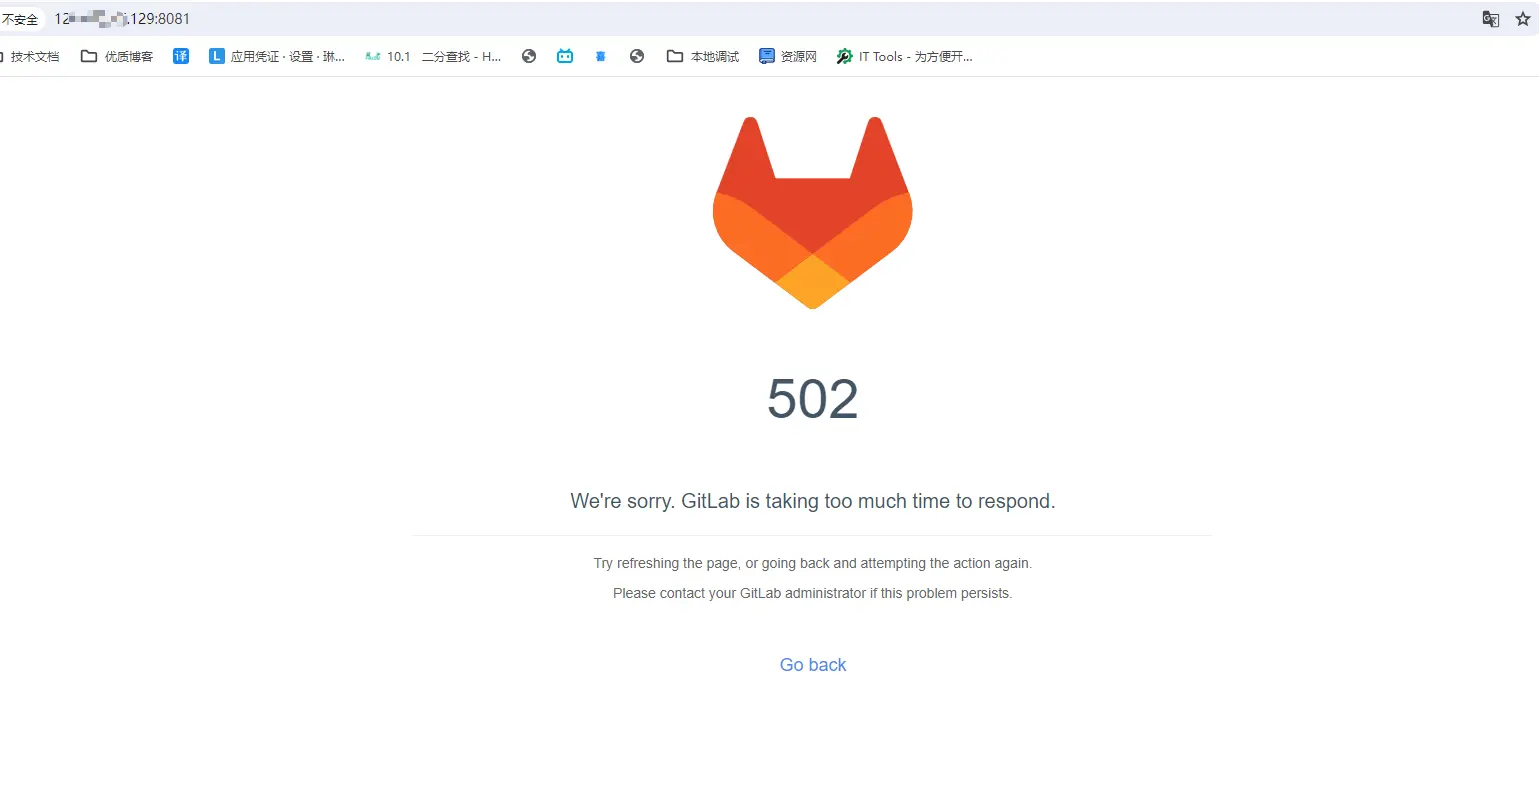 不安全 12 .129:8081
技术文档 优质博客 译 L 应用凭证 · 设置 · 琳... 10.1 二分查找 - H... 本地调试 资源网 IT Tools - 为方便开...
502
We're sorry. GitLab is taking too much time to respond.
Try refreshing the page, or going back and attempting the action again.
Please contact your GitLab administrator if this problem persists.
Go back